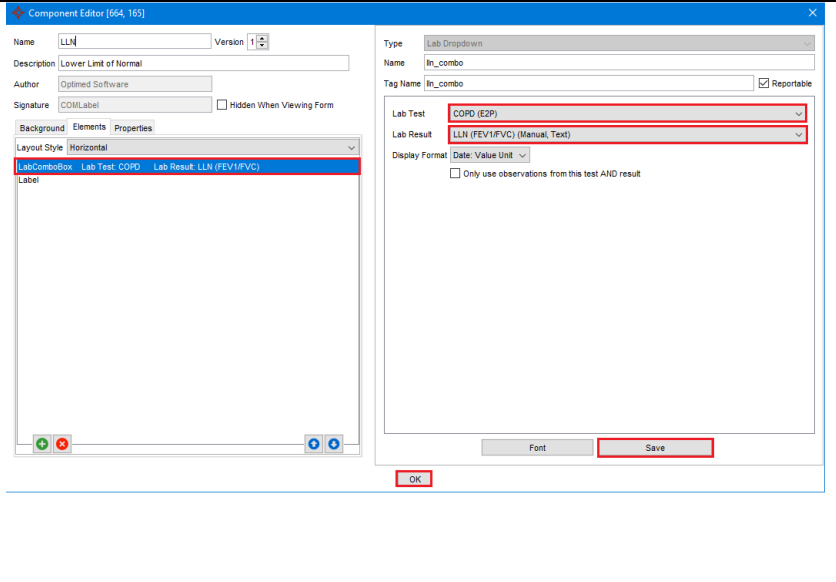 Component Editor [664, 165]
Name LLN Version 1
Description Lower Limit of Normal
Author Optimed Software
Signature COMLabel Hidden When Viewing Form
Background Elements Properties
Layout Style Horizontal
LabComboBox Lab Test: COPD Lab Result: LLN (FEV1/FVC)
Label
Type Lab Dropdown
Name lln_combo
Tag Name lln_combo Reportable
Lab Test COPD (E2P)
Lab Result LLN (FEV1/FVC) (Manual, Text)
Display Format Date: Value Unit
Only use observations from this test AND result
Font Save
OK